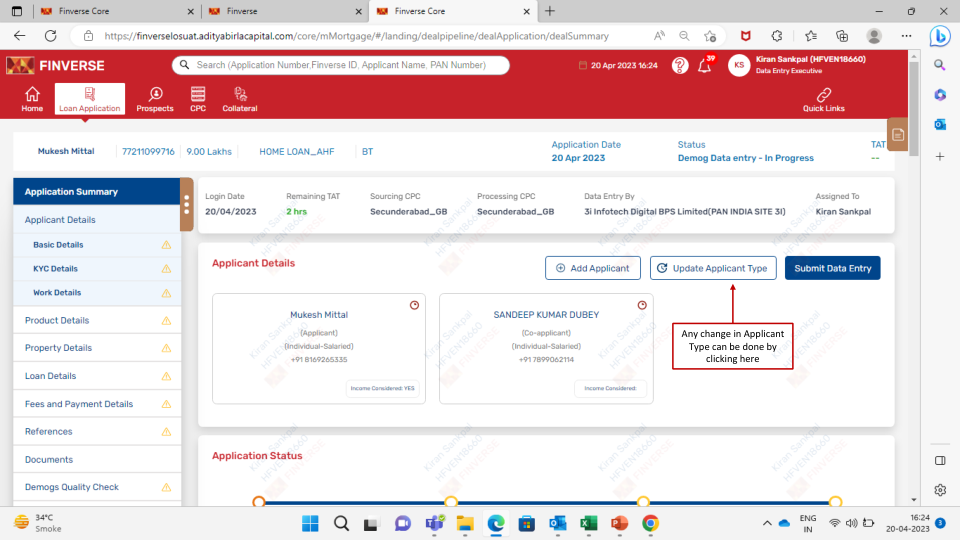 Finverse Core
Finverse
Finverse Core
https://finverselosuat.adityabirlacapital.com/core/mMortgage/#/landing/dealpipeline/dealApplication/dealSummary
FINVERSE
Search (Application Number,Finverse ID, Applicant Name, PAN Number)
20 Apr 2023 16:24
39
KS
Kiran Sankpal (HFVEN18660)
Data Entry Executive
Home
Loan Application
Prospects
CPC
Collateral
Quick Links
Mukesh Mittal
77211099716
9.00 Lakhs
HOME LOAN_AHF
BT
Application Date
20 Apr 2023
Status
Demog Data entry - In Progress
TAT
--
Application Summary
Applicant Details
Basic Details
KYC Details
Work Details
Product Details
Property Details
Loan Details
Fees and Payment Details
References
Documents
Demogs Quality Check
Login Date
20/04/2023
Remaining TAT
2 hrs
Sourcing CPC
Secunderabad_GB
Processing CPC
Secunderabad_GB
Data Entry By
3i Infotech Digital BPS Limited(PAN INDIA SITE 3I)
Assigned To
Kiran Sankpal
Applicant Details
Add Applicant
Update Applicant Type
Submit Data Entry
Mukesh Mittal
(Applicant)
(Individual-Salaried)
+91 8169265335
Income Considered: YES
SANDEEP KUMAR DUBEY
(Co-applicant)
(Individual-Salaried)
+91 7899062114
Income Considered:
Any change in Applicant
Type can be done by
clicking here
Application Status
34°C
Smoke
ENG
IN
16:24
20-04-2023
3